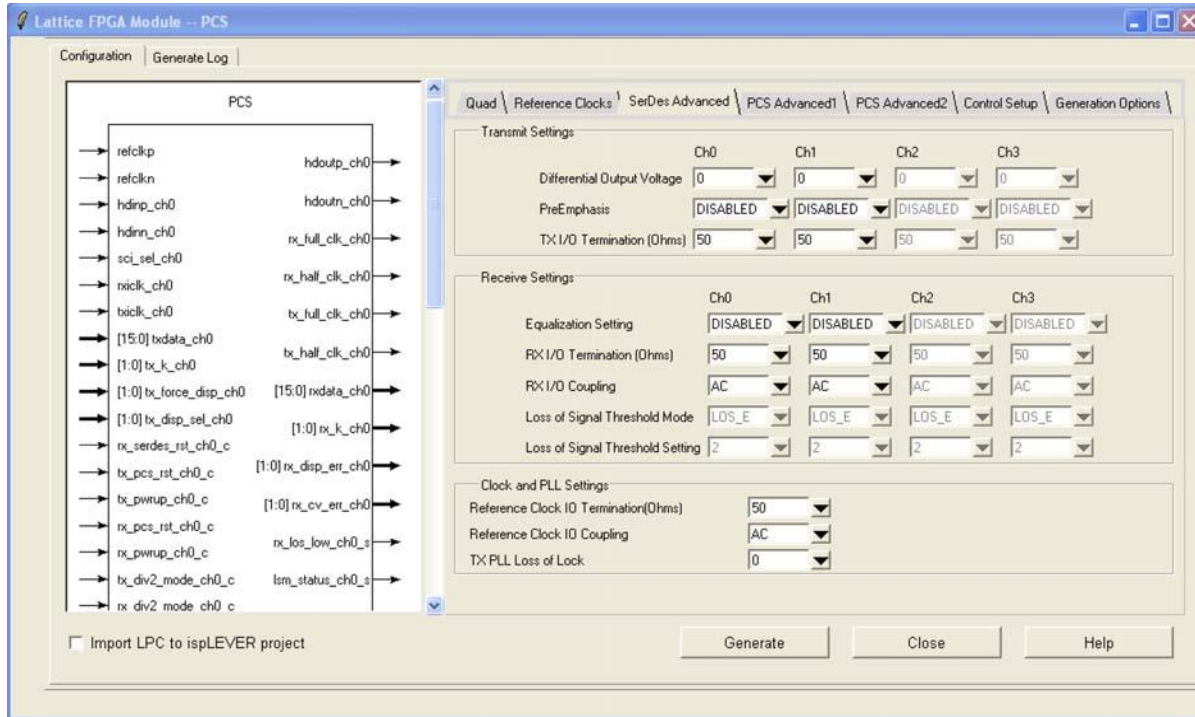 Lattice FPGA Module -- PCS
Configuration Generate Log
PCS
refclkp
refclkn
hdinp_ch0
hdinn_ch0
sci_sel_ch0
rxiclk_ch0
txiclk_ch0
[15:0] txdata_ch0
[1:0] tx_k_ch0
[1:0] tx_force_disp_ch0
[1:0] tx_disp_sel_ch0
rx_serdes_rst_ch0_c
tx_pcs_rst_ch0_c
tx_pwrup_ch0_c
rx_pcs_rst_ch0_c
rx_pwrup_ch0_c
tx_div2_mode_ch0_c
rx_div2_mode_ch0_c
hdoutp_ch0
hdoutn_ch0
rx_full_clk_ch0
rx_half_clk_ch0
tx_full_clk_ch0
tx_half_clk_ch0
[15:0] rxdata_ch0
[1:0] rx_k_ch0
[1:0] rx_disp_err_ch0
[1:0] rx_cv_err_ch0
rx_los_low_ch0_s
lsm_status_ch0_s
Quad Reference Clocks SerDes Advanced PCS Advanced1 PCS Advanced2 Control Setup Generation Options
Transmit Settings
Ch0 Ch1 Ch2 Ch3
Differential Output Voltage 0 0 0 0
PreEmphasis DISABLED DISABLED DISABLED DISABLED
TX I/O Termination (Ohms) 50 50 50 50
Receive Settings
Ch0 Ch1 Ch2 Ch3
Equalization Setting DISABLED DISABLED DISABLED DISABLED
RX I/O Termination (Ohms) 50 50 50 50
RX I/O Coupling AC AC AC AC
Loss of Signal Threshold Mode LOS_E LOS_E LOS_E LOS_E
Loss of Signal Threshold Setting 2 2 2 2
Clock and PLL Settings
Reference Clock IO Termination(Ohms) 50
Reference Clock IO Coupling AC
TX PLL Loss of Lock 0
Import LPC to ispLEVER project
Generate Close Help